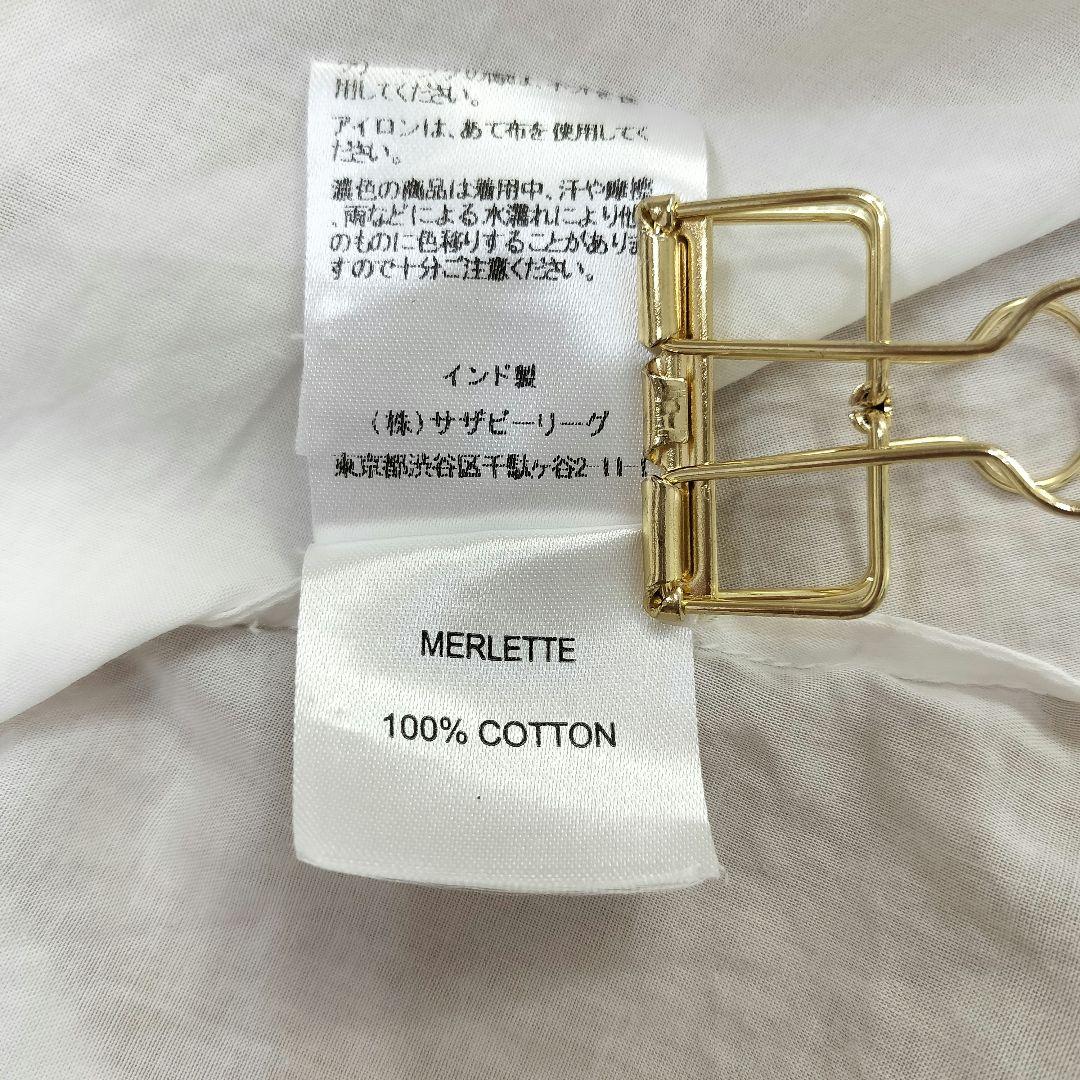 用してください。
アイロンは、あて布を使用してく
ださい。
濃色の商品は着用中、汗や摩擦
、雨などによる水濡れにより他
のものに色移りすることがありま
すので十分ご注意ください。
インド製
(株)サザビーリーグ
東京都渋谷区千駄ヶ谷2-11-1
MERLETTE
100% COTTON